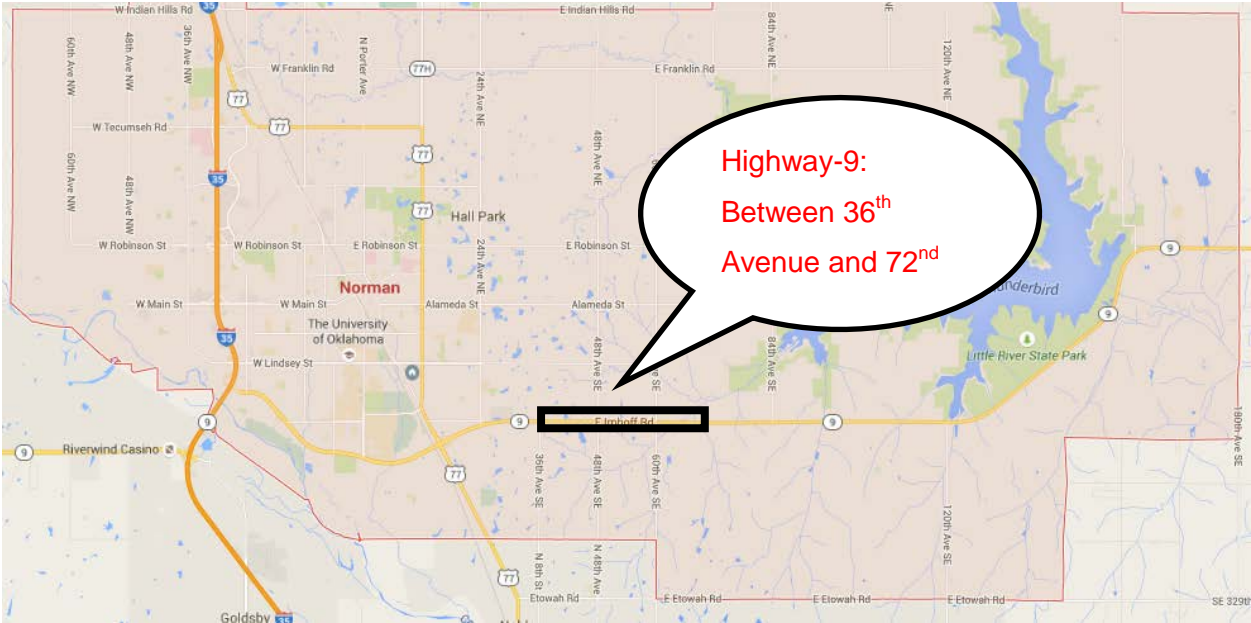 W Indian Hills Rd
35
E Indian Hills Rd
84th Ave NE
NE
60th Ave NW
48th Ave NW
36th Ave NW
N Porter Ave
W Franklin Rd
77H
24th Ave NE
E Franklin Rd
120th Ave NE
77
W Tecumseh Rd
77
48th Ave NE
77
60th Ave NW
48th Ave NW
35
Highway-9:
Between 36th
Avenue and 72nd
77
Hall Park
W Robinson St
W Robinson St
E Robinson St
24th Ave NE
E Robinson St
9
Norman
W Main St
W Main St
Alameda St
Alameda St
9
The University
of Oklahoma
35
W Lindsey St
48th Ave SE
SE
84th Ave SE
Little River State Park
9
9
E Imhoff Rd
9
180th Ave SE
9
Riverwind Casino
77
36th Ave SE
48th Ave SE
60th Ave SE
120th Ave SE
N 8th St
N 48th Ave
77
Etowah Rd
E Etowah Rd
E Etowah Rd
E Etowah Rd
Goldsby
35